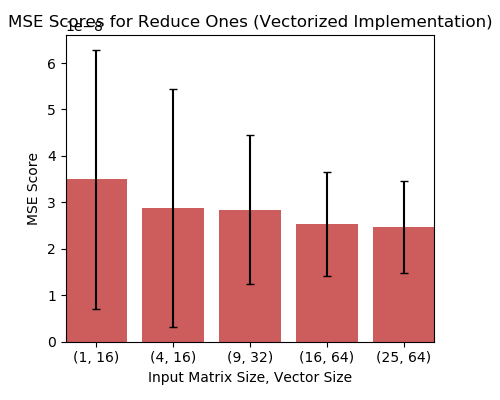 MSE Scores for Reduce Ones (Vectorized Implementation)
1e−8
6
5
4
3
2
1
0
MSE Score
(1, 16) (4, 16) (9, 32) (16, 64) (25, 64)
Input Matrix Size, Vector Size